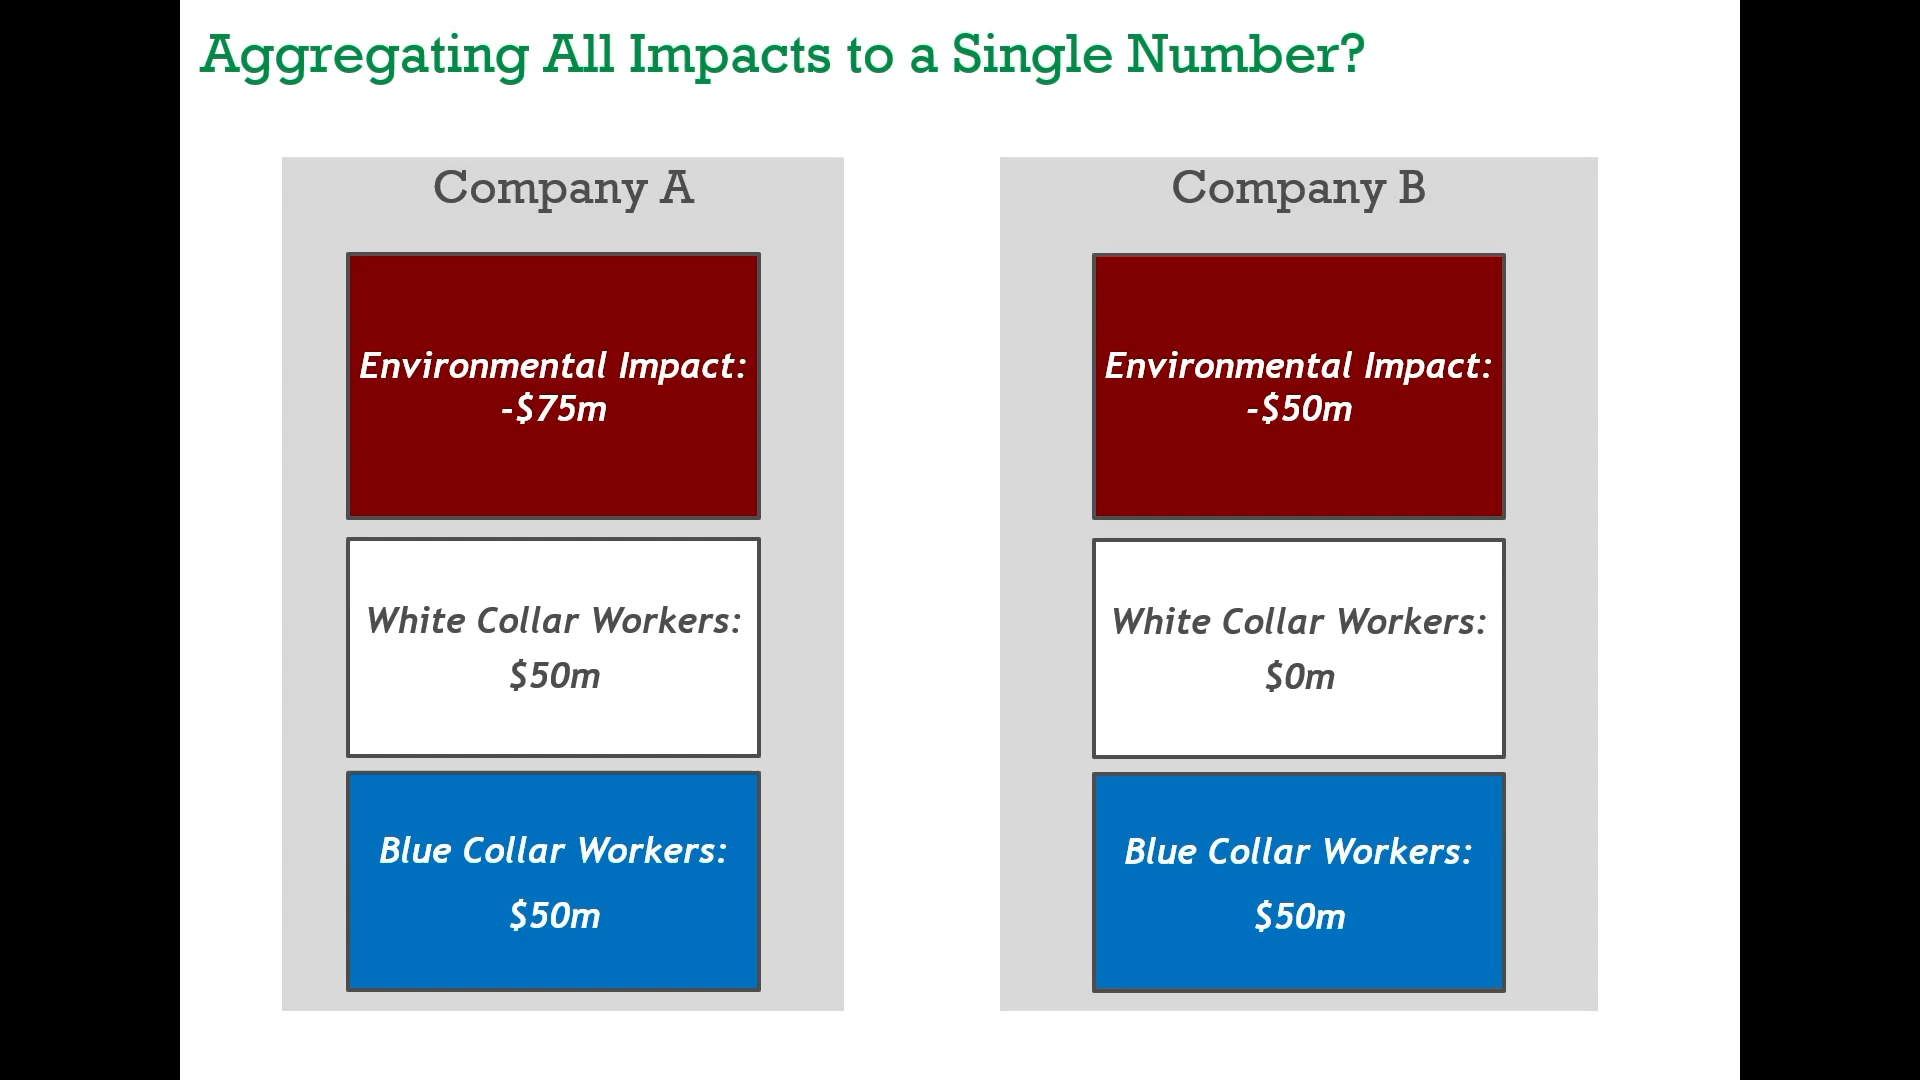 Aggregating All Impacts to a Single Number?
Company A
Environmental Impact:
-$75m
White Collar Workers:
$50m
Blue Collar Workers:
$50m
Company B
Environmental Impact:
-$50m
White Collar Workers:
$0m
Blue Collar Workers:
$50m